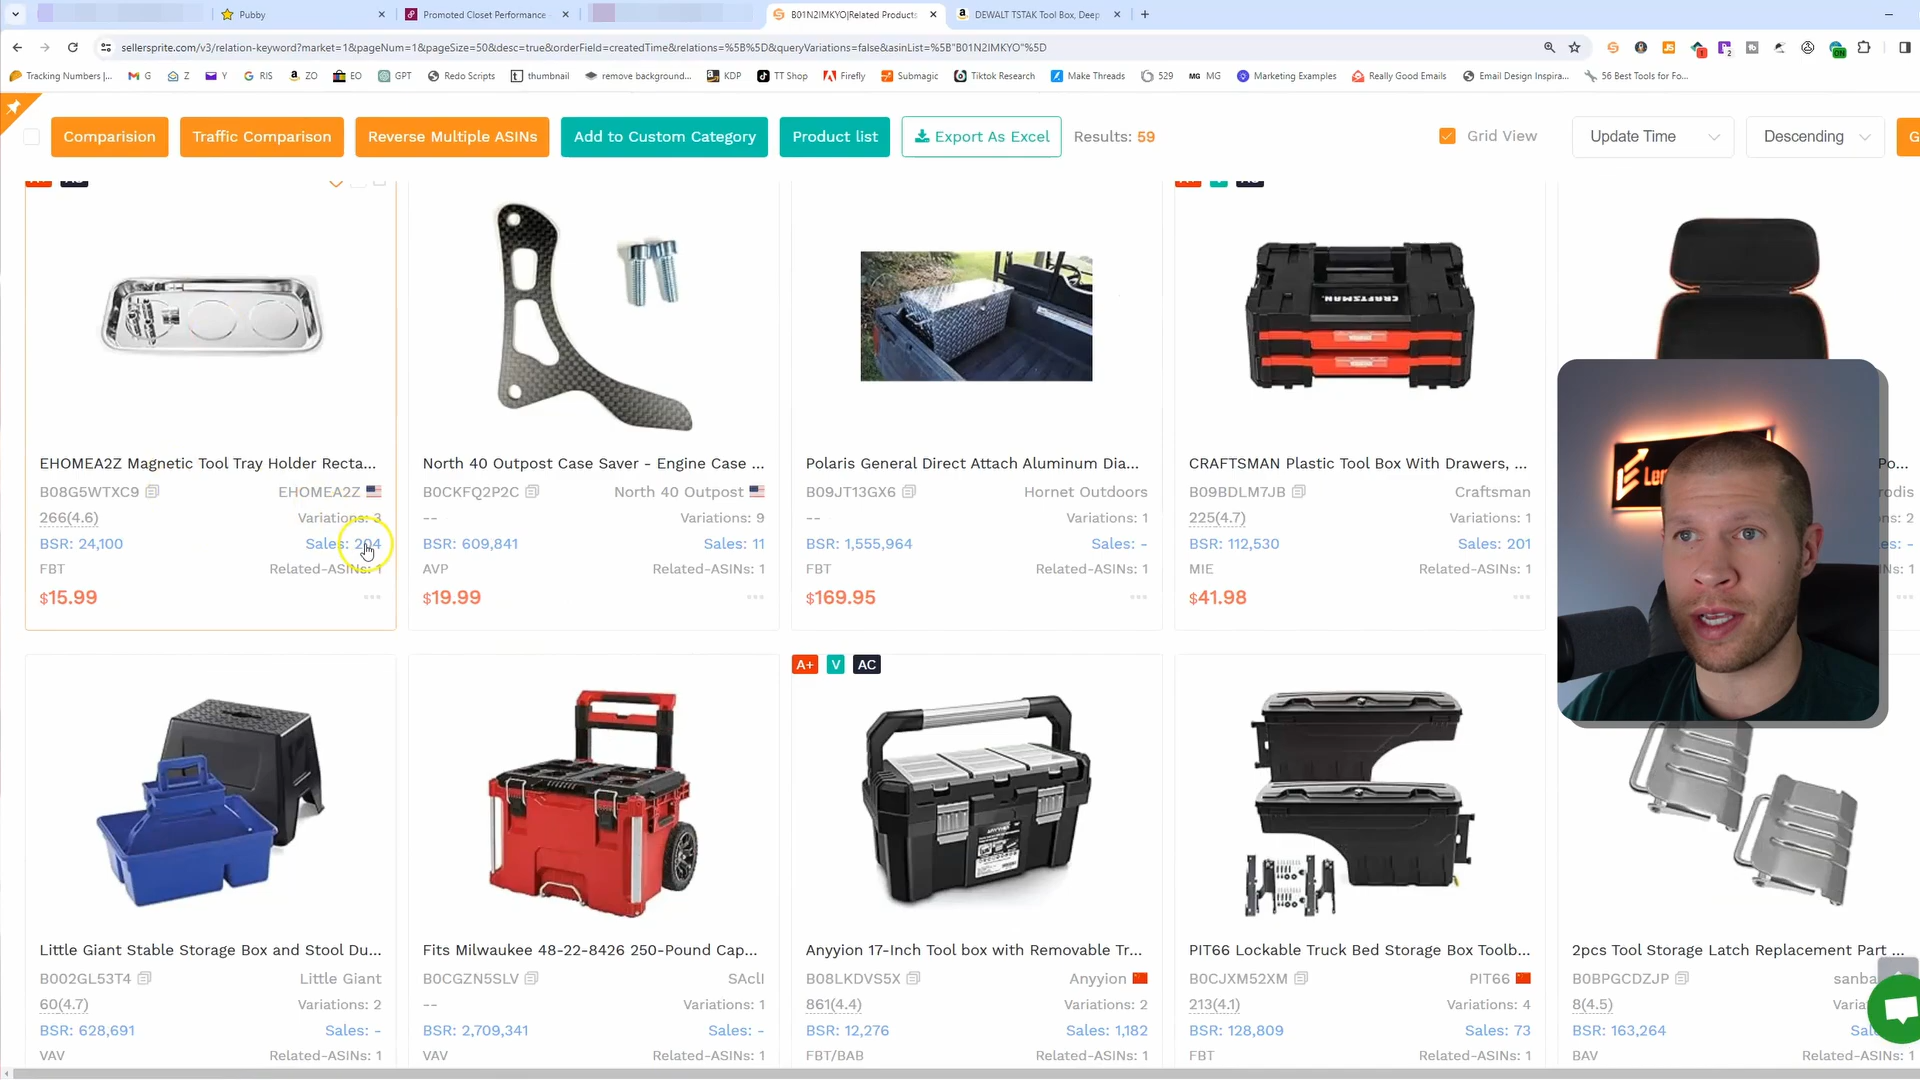 Pubby
Promoted Closet Performance
B01N2IMKYO|Related Products
DEWALT TSTAK Tool Box, Deep
sellersprite.com/v3/relation-keyword?market=1&pageNum=1&pageSize=50&desc=true&orderField=createdTime&relations=%5B%5D&queryVariations=false&asinList=%5B"B01N2IMKYO"%5D
Tracking Numbers |... G Z Y RIS ZO EO GPT Redo Scripts thumbnail remove background... KDP TT Shop Firefly Submagic Tiktok Research Make Threads 529 MG MG Marketing Examples Really Good Emails Email Design Inspira... 56 Best Tools for Fo...
Comparision Traffic Comparison Reverse Multiple ASINs Add to Custom Category Product list Export As Excel Results: 59 Grid View Update Time Descending G
CRAFTSMAN
EHOMEA2Z Magnetic Tool Tray Holder Recta...
B08G5WTXC9 EHOMEA2Z
266(4.6) Variations: 3
BSR: 24,100 Sales: 204
FBT Related-ASINs: 1
$15.99
North 40 Outpost Case Saver - Engine Case ...
B0CKFQ2P2C North 40 Outpost
-- Variations: 9
BSR: 609,841 Sales: 11
AVP Related-ASINs: 1
$19.99
Polaris General Direct Attach Aluminum Dia...
B09JT13GX6 Hornet Outdoors
-- Variations: 1
BSR: 1,555,964 Sales: -
FBT Related-ASINs: 1
$169.95
CRAFTSMAN Plastic Tool Box With Drawers, ...
B09BDLM7JB Craftsman
225(4.7) Variations: 1
BSR: 112,530 Sales: 201
MIE Related-ASINs: 1
$41.98
A+ V AC
ANYYION
Little Giant Stable Storage Box and Stool Du...
B002GL53T4 Little Giant
60(4.7) Variations: 2
BSR: 628,691 Sales: -
VAV Related-ASINs: 1
Fits Milwaukee 48-22-8426 250-Pound Cap...
B0CGZN5SLV SAcll
-- Variations: 1
BSR: 2,709,341 Sales: -
VAV Related-ASINs: 1
Anyyion 17-Inch Tool box with Removable Tr...
B08LKDVS5X Anyyion
861(4.4) Variations: 2
BSR: 12,276 Sales: 1,182
FBT/BAB Related-ASINs: 1
PIT66 Lockable Truck Bed Storage Box Toolb...
B0CJXM52XM PIT66
213(4.1) Variations: 4
BSR: 128,809 Sales: 73
FBT Related-ASINs: 1
2pcs Tool Storage Latch Replacement Part ...
B0BPGCDZJP sanba
8(4.5) Varia
BSR: 163,264 Sal
BAV Related-ASINs: 1